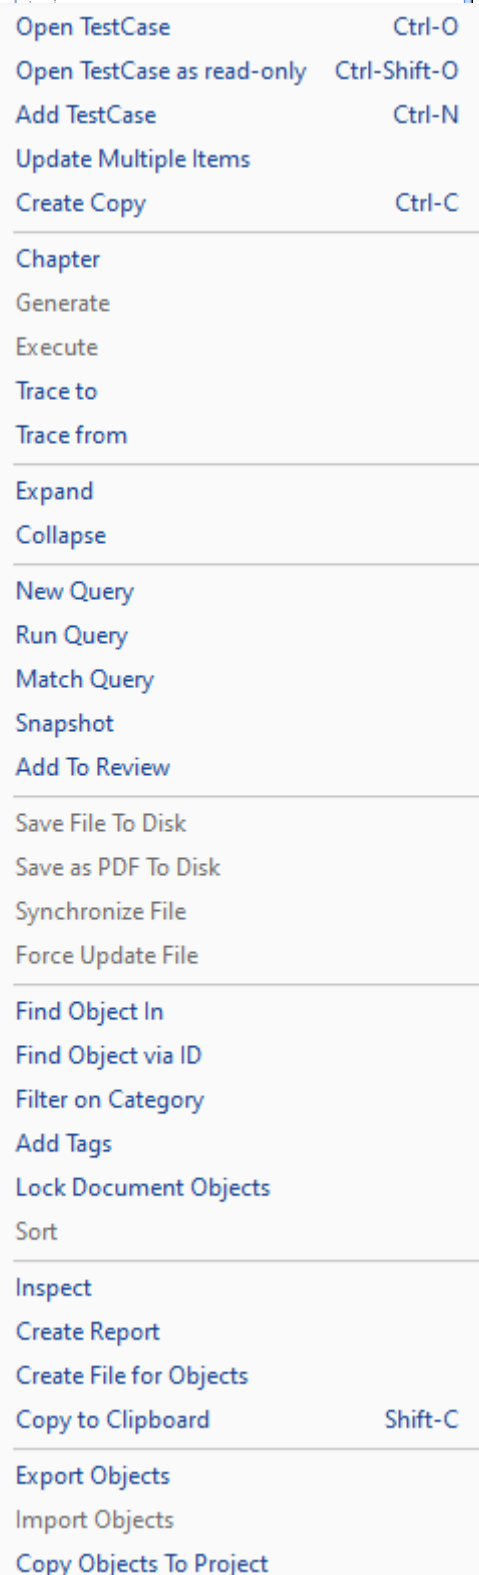 Open TestCase Ctrl-O
Open TestCase as read-only Ctrl-Shift-O
Add TestCase Ctrl-N
Update Multiple Items
Create Copy Ctrl-C
Chapter
Generate
Execute
Trace to
Trace from
Expand
Collapse
New Query
Run Query
Match Query
Snapshot
Add To Review
Save File To Disk
Save as PDF To Disk
Synchronize File
Force Update File
Find Object In
Find Object via ID
Filter on Category
Add Tags
Lock Document Objects
Sort
Inspect
Create Report
Create File for Objects
Copy to Clipboard Shift-C
Export Objects
Import Objects
Copy Objects To Project